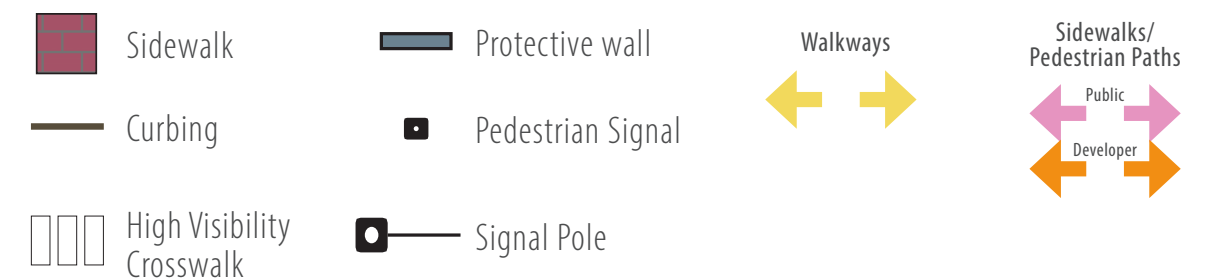 Sidewalk
Curbing
High Visibility
Crosswalk
Protective wall
Pedestrian Signal
Signal Pole
Walkways
Sidewalks/
Pedestrian Paths
Public
Developer